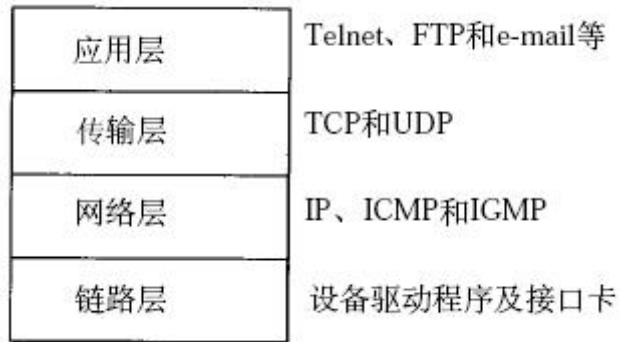 应用层 Telnet、FTP和e-mail等
传输层 TCP和UDP
网络层 IP、ICMP和IGMP
链路层 设备驱动程序及接口卡